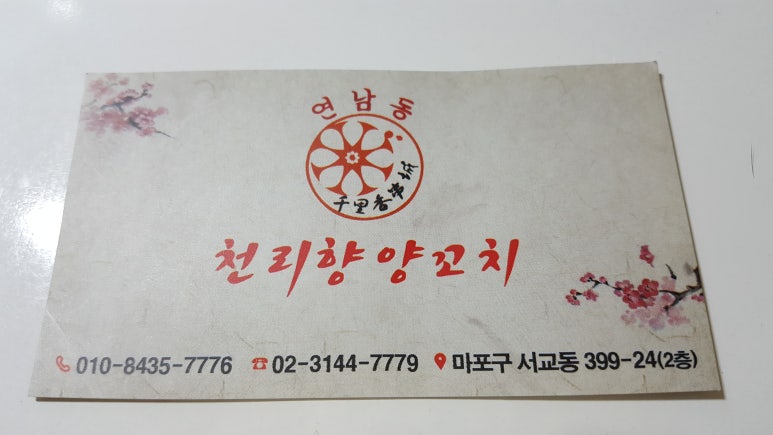 연남동
千里香串城
천리향양꼬치
010-8435-7776 02-3144-7779 마포구 서교동 399-24(2층)